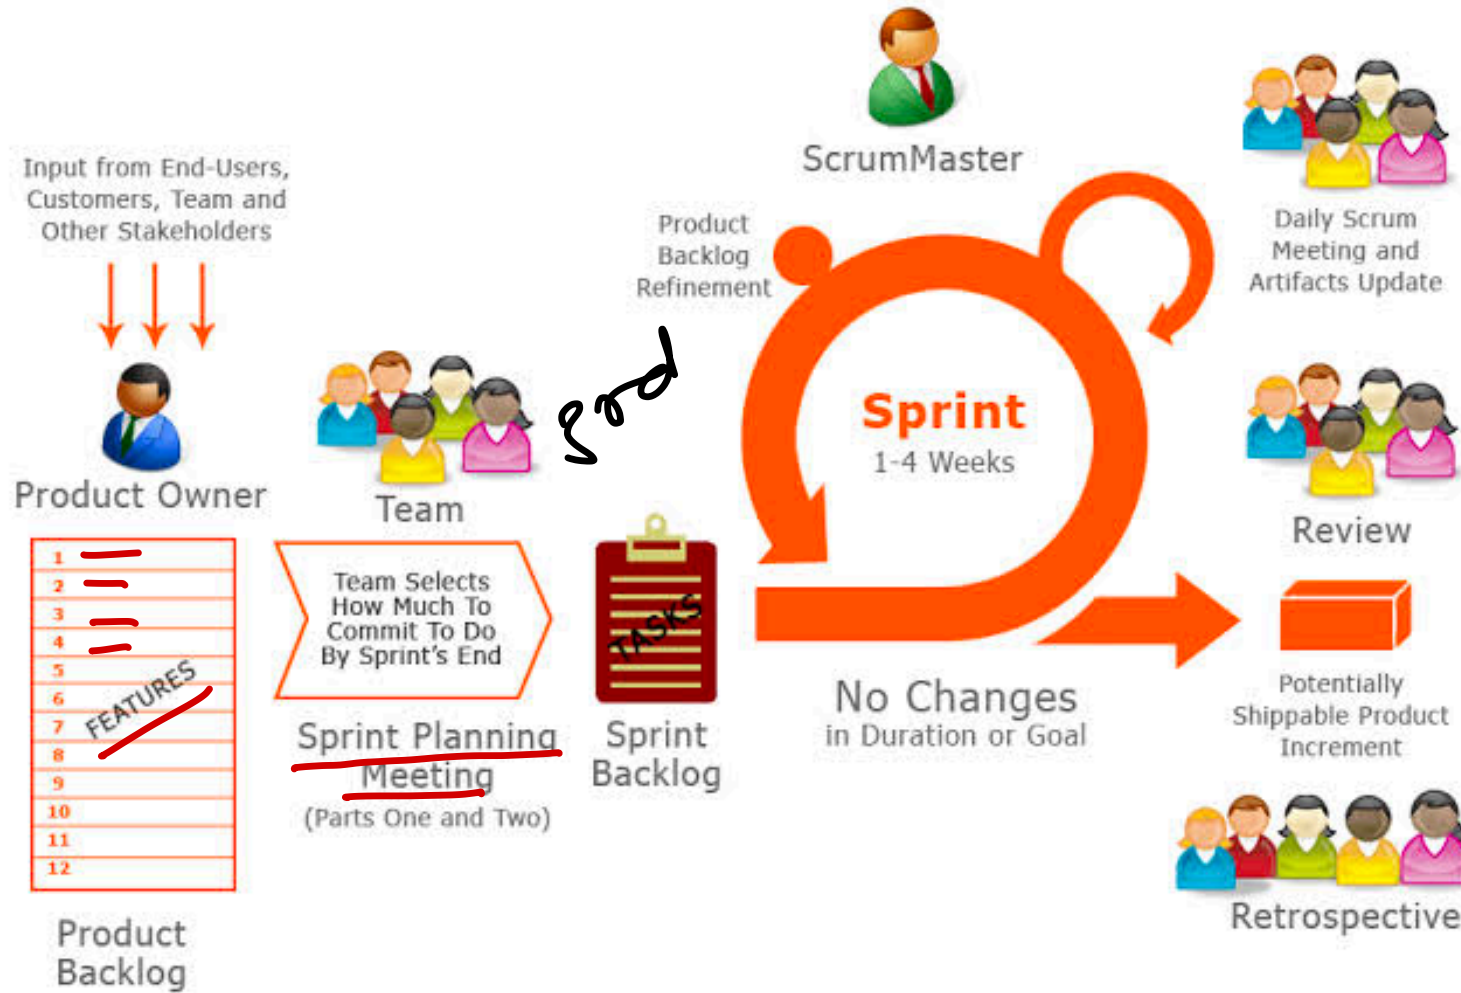 ScrumMaster
Input from End-Users,
Customers, Team and
Other Stakeholders
Product
Backlog
Refinement
Daily Scrum
Meeting and
Artifacts Update
Sprint
1-4 Weeks
Product Owner
Team
Review
1
2
3
4
5
6
7
8
9
10
11
12
FEATURES
Team Selects
How Much To
Commit To Do
By Sprint's End
TASKS
Sprint Planning
Meeting
(Parts One and Two)
Sprint
Backlog
No Changes
in Duration or Goal
Potentially
Shippable Product
Increment
Retrospective
Product
Backlog